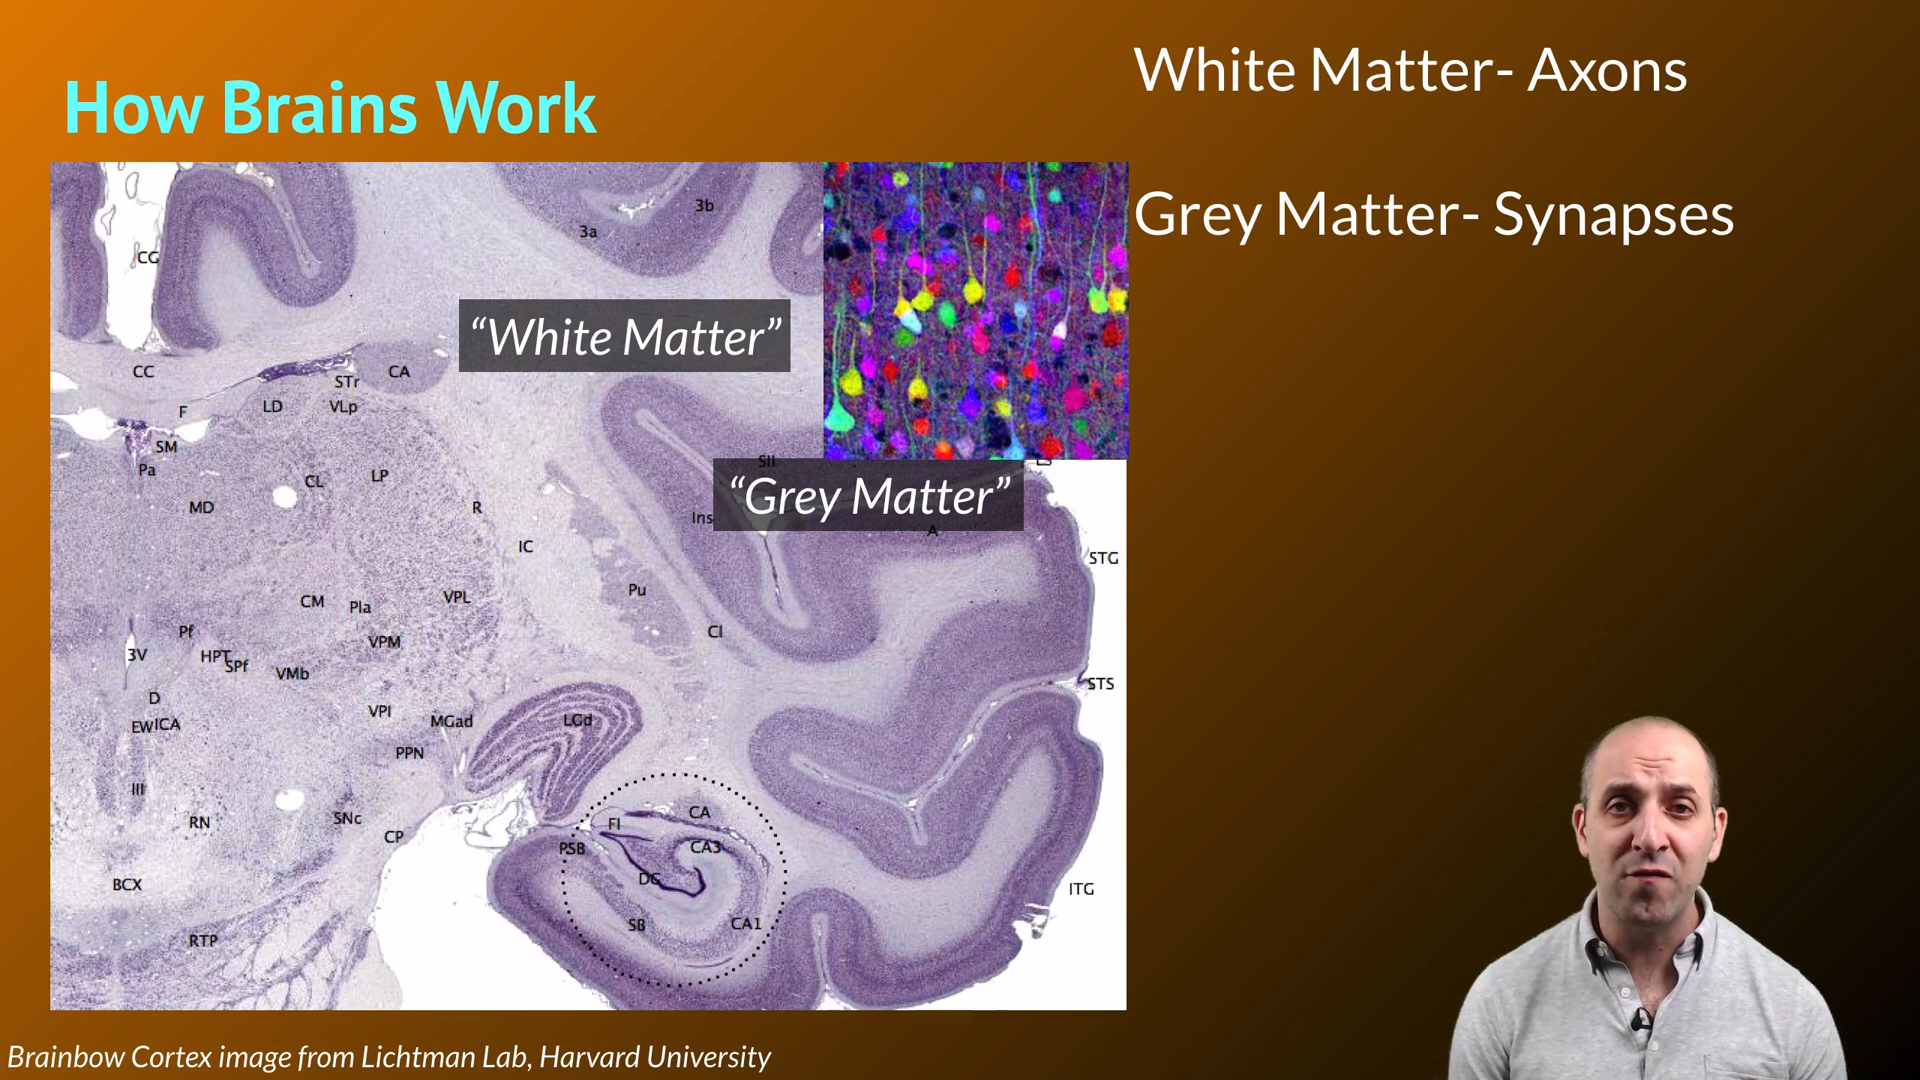 How Brains Work
White Matter- Axons
Grey Matter- Synapses
3b
3a
CG
“White Matter”
CC
STr
CA
F
LD
VLp
SM
Pa
CL
LP
SII
“Grey Matter”
MD
R
Ins
A
IC
STG
CM
Pla
VPL
Pu
Pf
VPM
Cl
3V
HPT
SPf
VMb
STS
D
EW
ICA
VPI
MGad
LGd
PPN
III
RN
SNc
CP
FI
CA
PSB
CA3
DG
BCX
ITG
SB
CA1
RTP
Brainbow Cortex image from Lichtman Lab, Harvard University